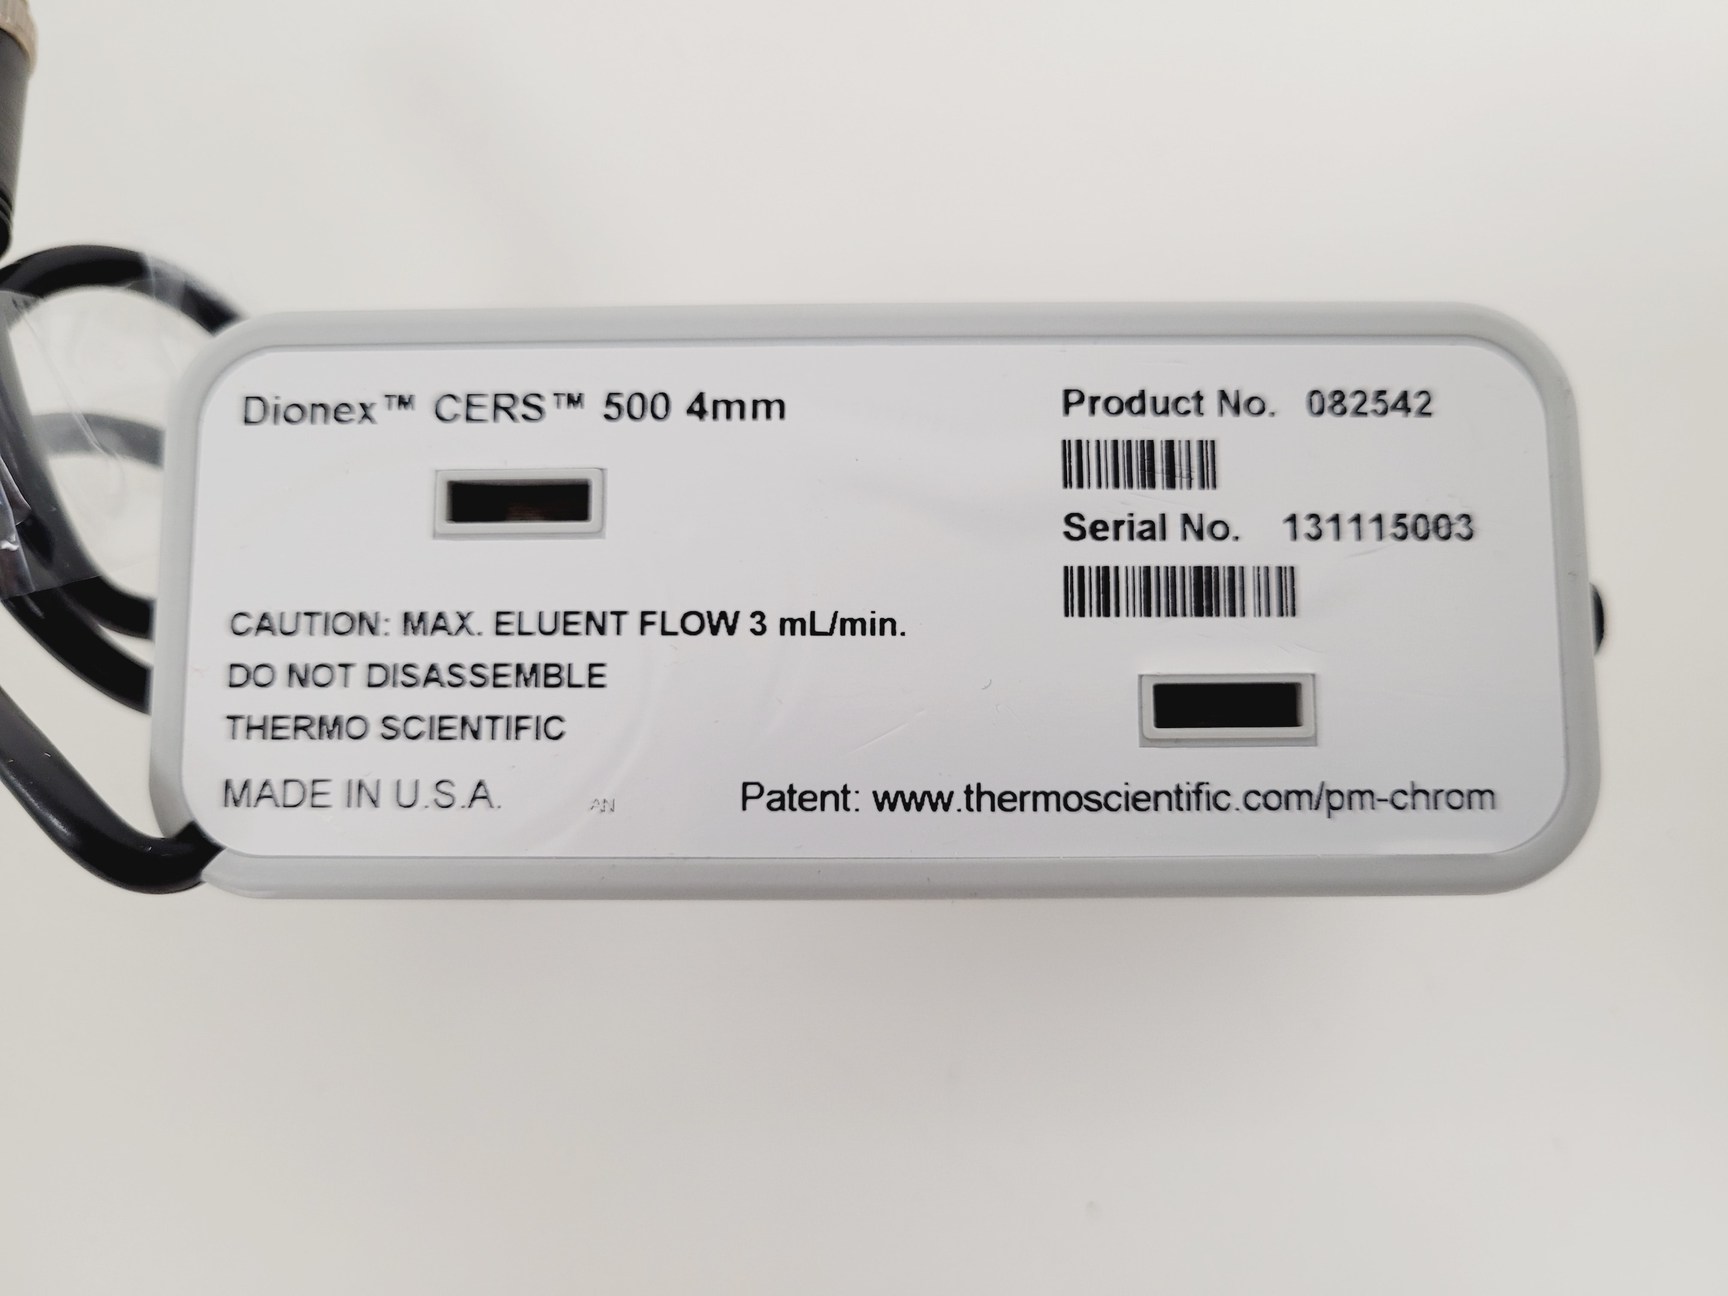 Dionex™ CERS™ 500 4mm
Product No. 082542
Serial No. 131115003
CAUTION: MAX. ELUENT FLOW 3 mL/min.
DO NOT DISASSEMBLE
THERMO SCIENTIFIC
MADE IN U.S.A.
AN
Patent: www.thermoscientific.com/pm-chrom